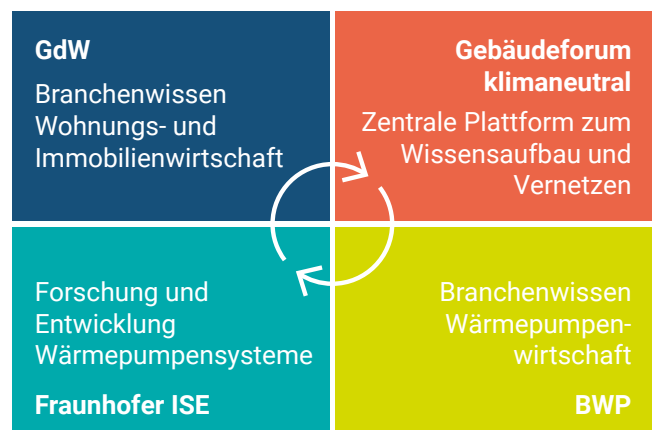 GdW
Branchenwissen
Wohnungs- und
Immobilienwirtschaft
Gebäudeforum
klimaneutral
Zentrale Plattform zum
Wissensaufbau und
Vernetzen
Forschung und
Entwicklung
Wärmepumpensysteme
Fraunhofer ISE
Branchenwissen
Wärmepumpen-
wirtschaft
BWP